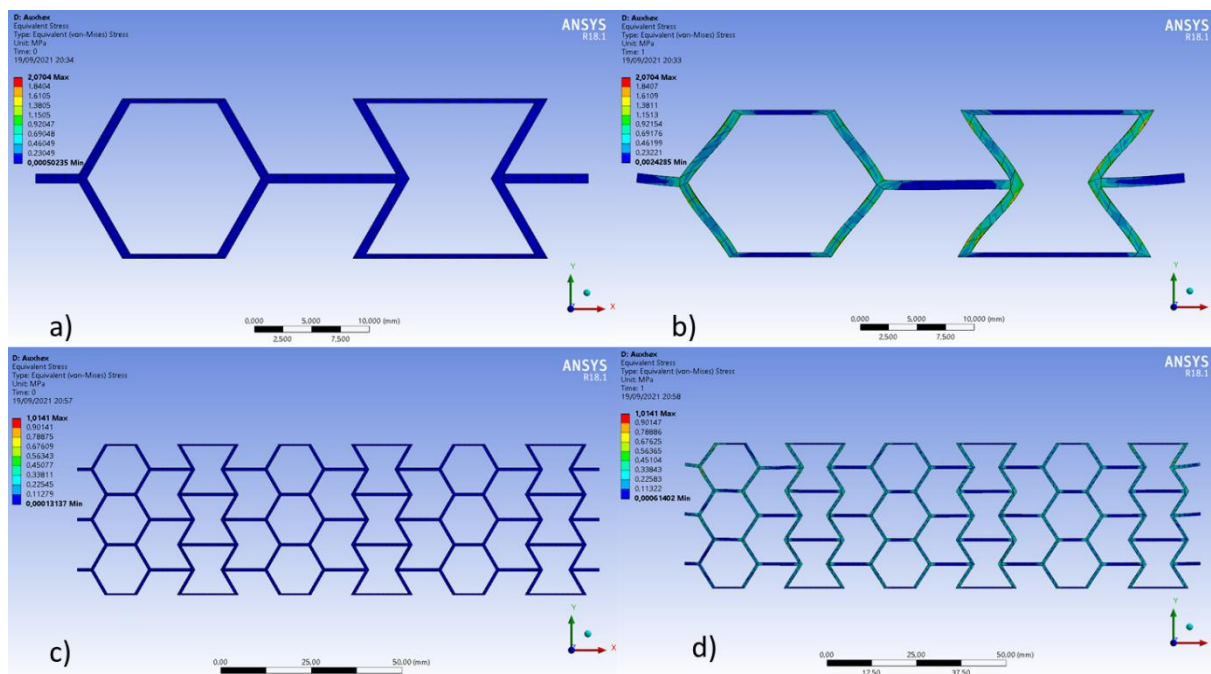 D: Auxhex
Equivalent Stress
Type: Equivalent (von-Mises) Stress
Unit: MPa
Time: 0
19/09/2021 20:34
2,0704 Max
1,8404
1,6105
1,3805
1,1505
0,92047
0,69048
0,46049
0,23049
0,00050235 Min
ANSYS
R18.1
Y
X
0,000
5,000
10,000 (mm)
2,500
7,500
a)
D: Auxhex
Equivalent Stress
Type: Equivalent (von-Mises) Stress
Unit: MPa
Time: 1
19/09/2021 20:33
2,0704 Max
1,8407
1,6109
1,3811
1,1513
0,92154
0,69176
0,46199
0,23221
0,0024285 Min
ANSYS
R18.1
Y
X
0,000
5,000
10,000 (mm)
2,500
7,500
b)
D: Auxhex
Equivalent Stress
Type: Equivalent (von-Mises) Stress
Unit: MPa
Time: 0
19/09/2021 20:57
1,0141 Max
0,90141
0,78875
0,67609
0,56343
0,45077
0,33811
0,22545
0,11279
0,00013137 Min
ANSYS
R18.1
Y
X
0,00
25,00
50,00 (mm)
c)
D: Auxhex
Equivalent Stress
Type: Equivalent (von-Mises) Stress
Unit: MPa
Time: 1
19/09/2021 20:58
1,0141 Max
0,90147
0,78886
0,67625
0,56365
0,45104
0,33843
0,22583
0,11322
0,00061402 Min
ANSYS
R18.1
Y
X
0,00
25,00
50,00 (mm)
12,50
37,50
d)